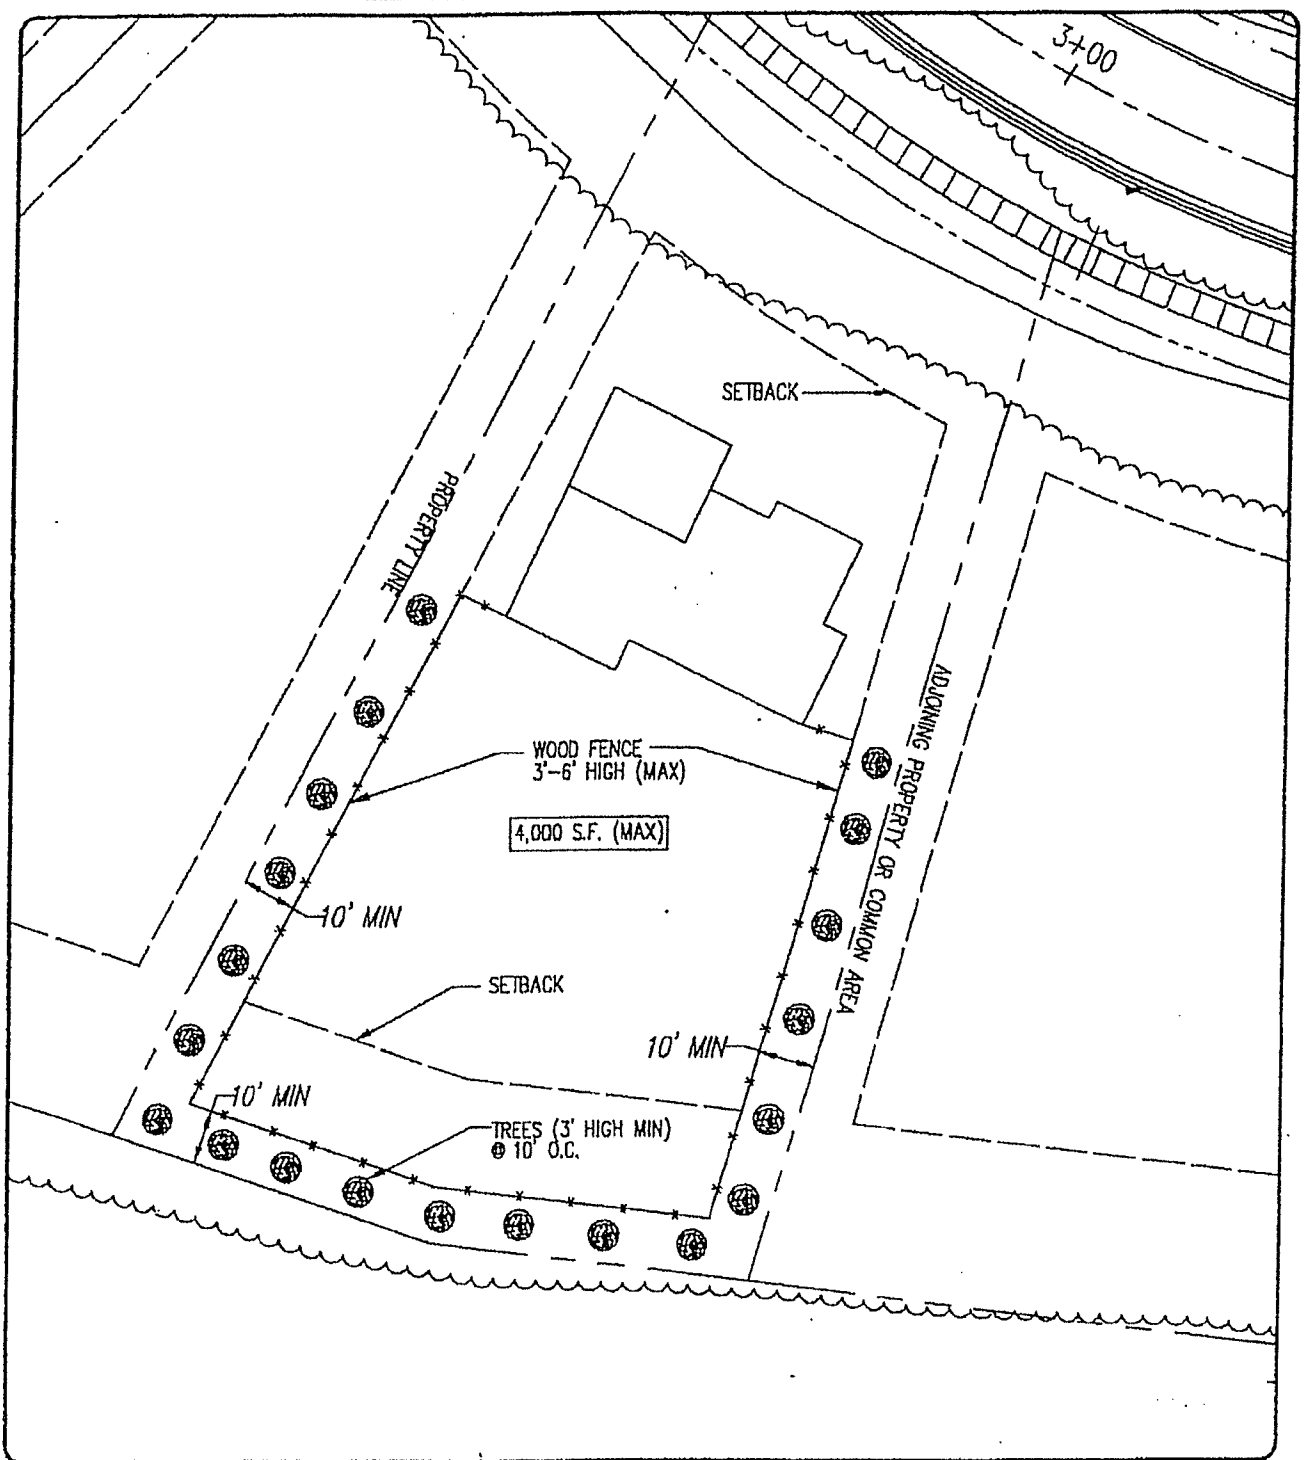 3+00
SETBACK
PROPERTY LINE
ADJOINING PROPERTY OR COMMON AREA
WOOD FENCE
3'-6' HIGH (MAX)
4,000 S.F. (MAX)
10' MIN
SETBACK
10' MIN
10' MIN
TREES (3' HIGH MIN)
@ 10' O.C.